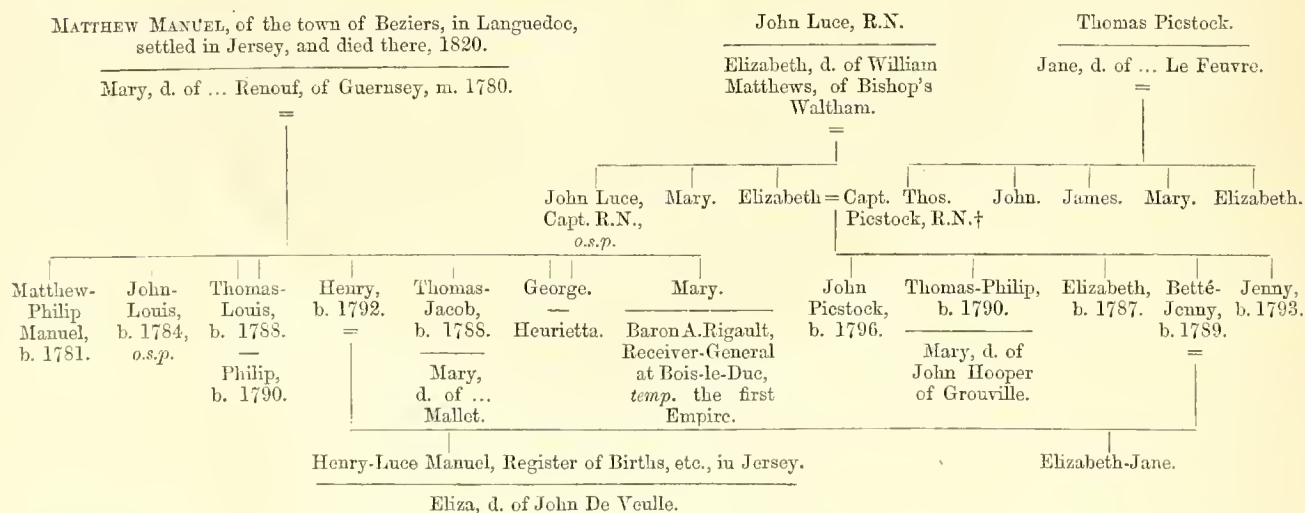 MATTHEW MANUEL, of the town of Beziers, in Languedoc,
settled in Jersey, and died there, 1820.
Mary, d. of ... Renouf, of Guernsey, m. 1780.
=
John Luce, R.N.
Elizabeth, d. of William
Matthews, of Bishop's
Waltham.
=
Thomas Picstock.
Jane, d. of ... Le Feuvre.
=
John Luce,
Capt. R.N.,
o.s.p.
Mary.
Elizabeth = Capt. Thos.
Picstock, R.N.†
John.
James.
Mary.
Elizabeth.
Matthew-
Philip
Manuel,
b. 1781.
John-
Louis,
b. 1784,
o.s.p.
Thomas-
Louis,
b. 1788.
—
Philip,
b. 1790.
Henry,
b. 1792.
=
Thomas-
Jacob,
b. 1788.
Mary,
d. of ...
Mallet.
George.
—
Henrietta.
Mary.
Baron A. Rigault,
Receiver-General
at Bois-le-Duc,
temp. the first
Empire.
John
Picstock,
b. 1796.
Thomas-Philip,
b. 1790.
Mary, d. of
John Hooper
of Grouville.
Elizabeth,
b. 1787.
Betté-
Jenny,
b. 1789.
=
Jenny,
b. 1793.
Henry-Luce Manuel, Register of Births, etc., in Jersey.
Eliza, d. of John De Veulle.
Elizabeth-Jane.